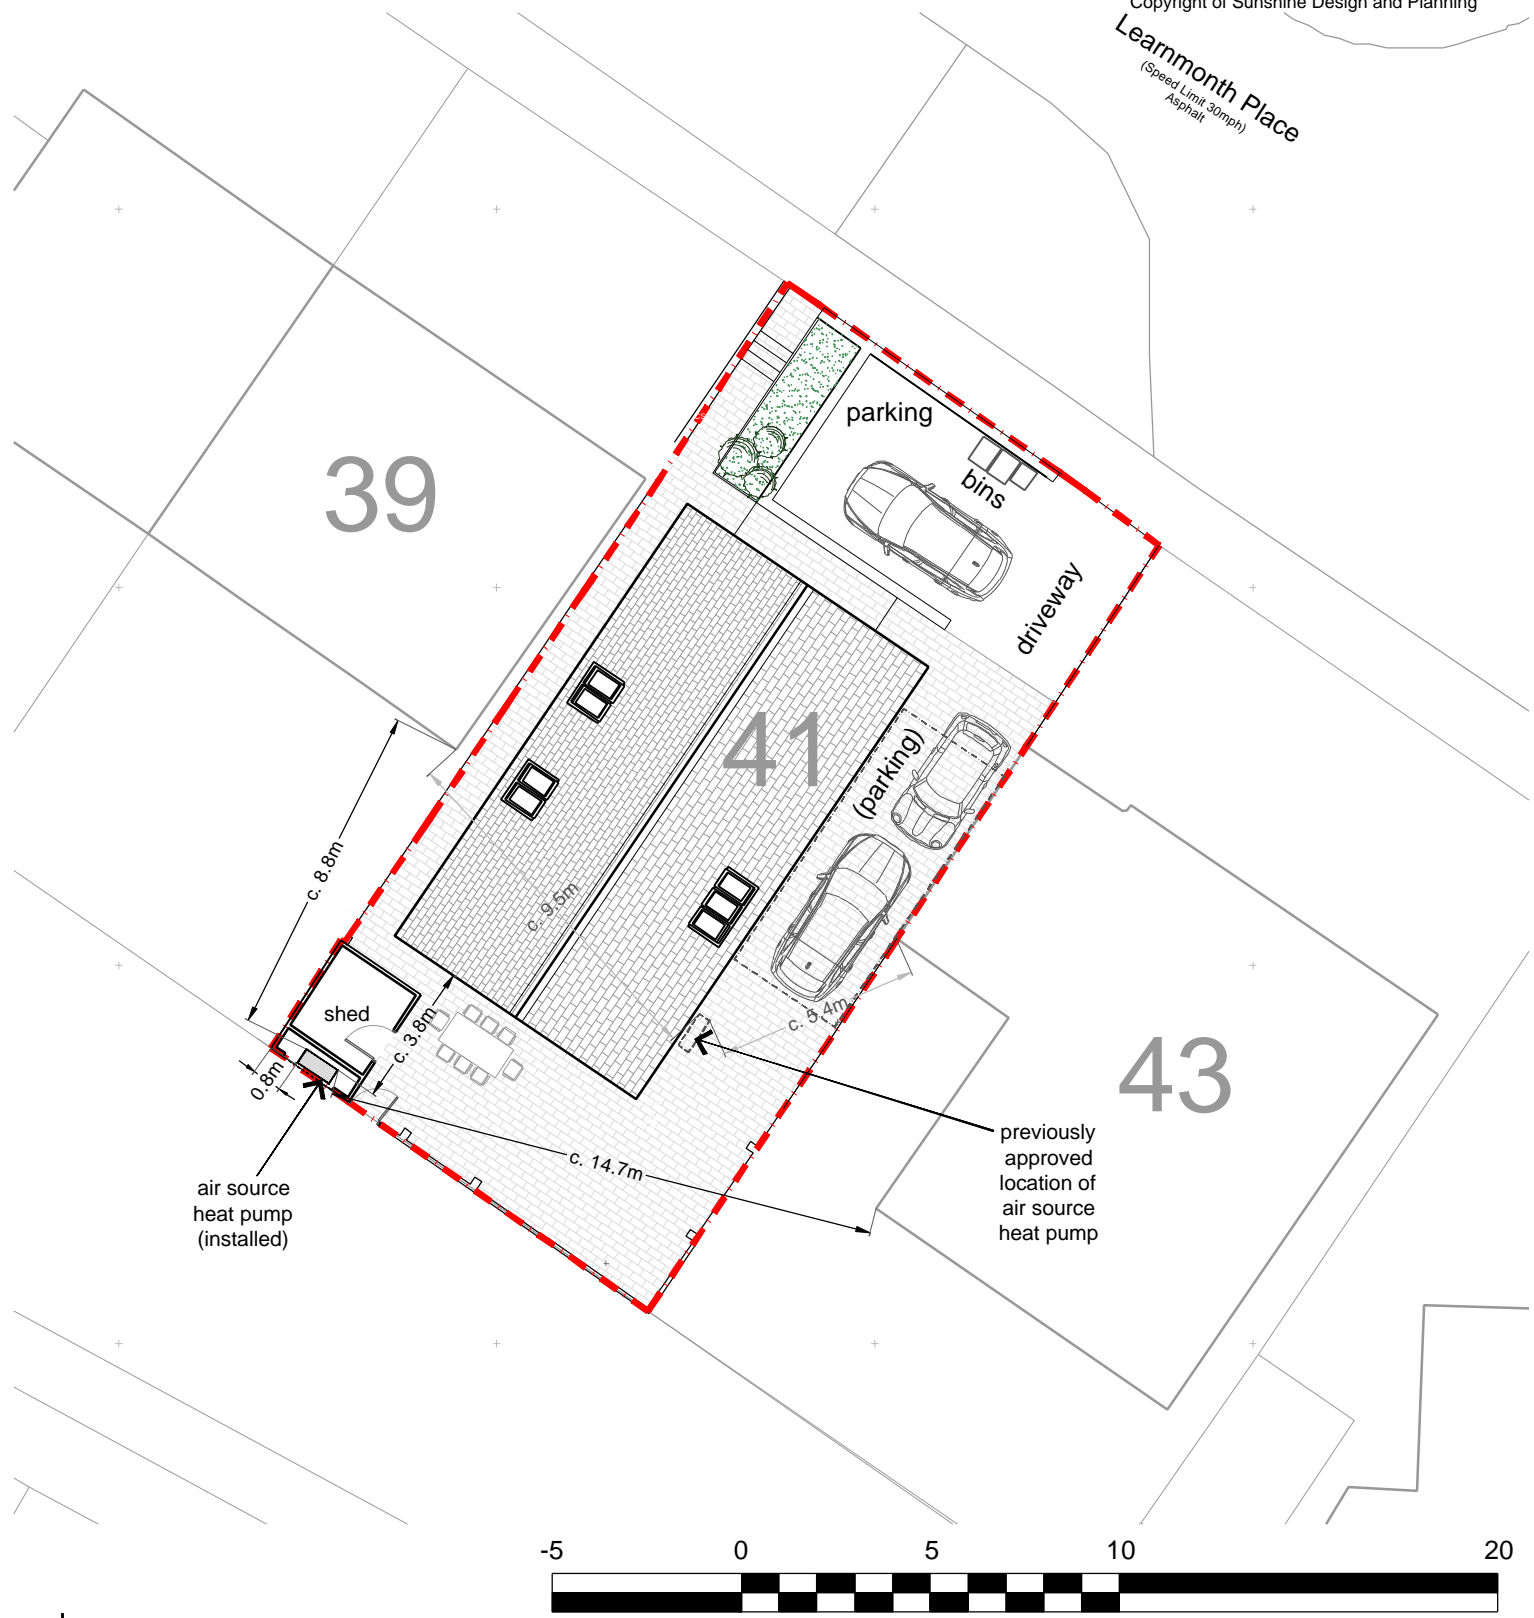 Copyright of Sunshine Design and Planning
Learnmonth Place
(Speed Limit 30mph)
Asphalt
parking
bins
39
driveway
41
(parking)
c. 8.8m
c. 9.5m
shed
c. 3.8m
c. 5.4m
0.8m
43
previously
approved
location of
air source
heat pump
c. 14.7m
air source
heat pump
(installed)
-5 0 5 10 20